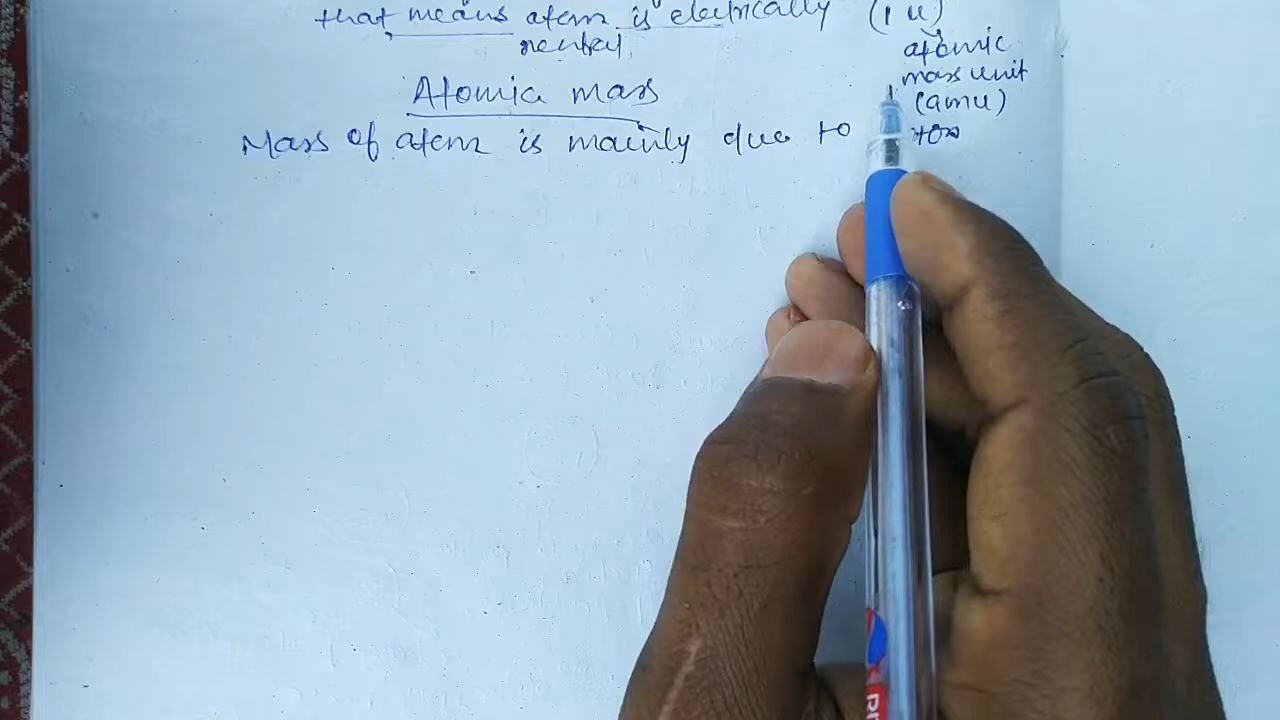 that means atom is electrically (1 u)
neutral,
atomic
mass unit
(amu)
Atomic mass
Mass of atom is mainly due to